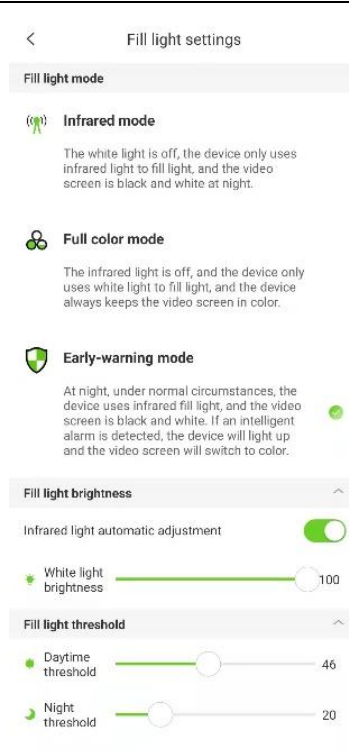 Fill light settings
Fill light mode
Infrared mode
The white light is off, the device only uses
infrared light to fill light, and the video
screen is black and white at night.
Full color mode
The infrared light is off, and the device only
uses white light to fill light, and the device
always keeps the video screen in color.
Early-warning mode
At night, under normal circumstances, the
device uses infrared fill light, and the video
screen is black and white. If an intelligent
alarm is detected, the device will light up
and the video screen will switch to color.
Fill light brightness
Infrared light automatic adjustment
White light
brightness
100
Fill light threshold
Daytime
threshold
46
Night
threshold
20